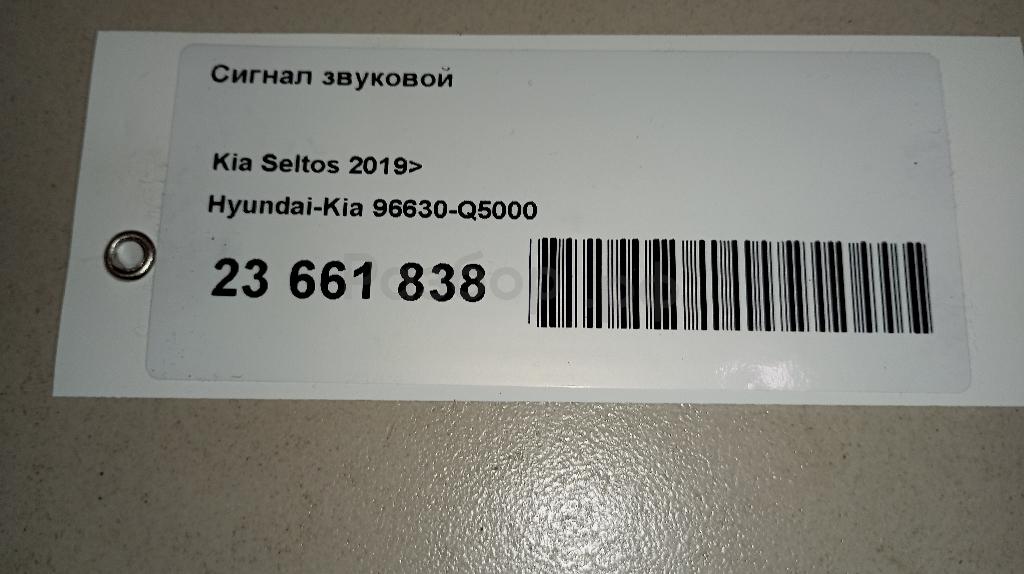 Сигнал звуковой
Kia Seltos 2019>
Hyundai-Kia 96630-Q5000
23 661 838